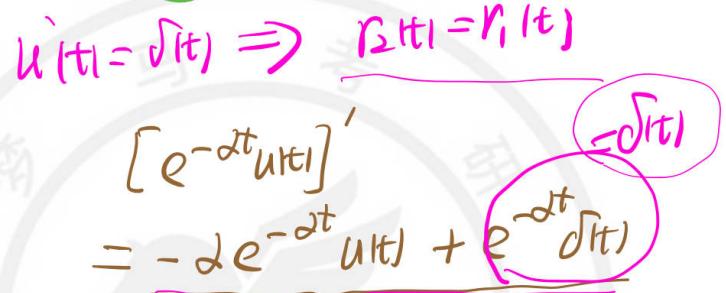 u'(t) = δ(t) ⇒ r₂(t) = r₁'(t)
[e^{-αt}u(t)]'
= δ(t)
= -αe^{-αt}u(t) + e^{-αt}δ(t)